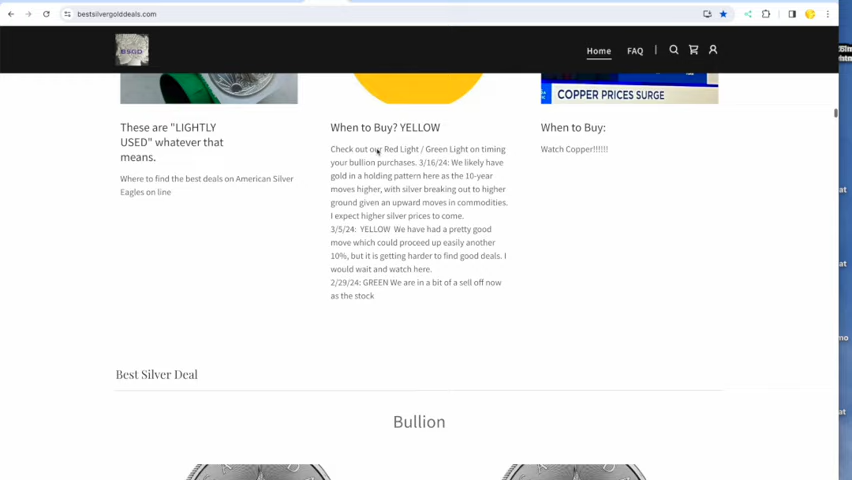 bestsilvergolddeals.com
BSGD
Home
FAQ
COPPER PRICES SURGE
These are "LIGHTLY
USED" whatever that
means.
Where to find the best deals on American Silver
Eagles on line
When to Buy? YELLOW
Check out our Red Light / Green Light on timing
your bullion purchases. 3/16/24: We likely have
gold in a holding pattern here as the 10-year
moves higher, with silver breaking out to higher
ground given an upward moves in commodities.
I expect higher silver prices to come.
3/5/24: YELLOW We have had a pretty good
move which could proceed up easily another
10%, but it is getting harder to find good deals. I
would wait and watch here.
2/29/24: GREEN We are in a bit of a sell off now
as the stock
When to Buy:
Watch Copper!!!!!!
Best Silver Deal
Bullion